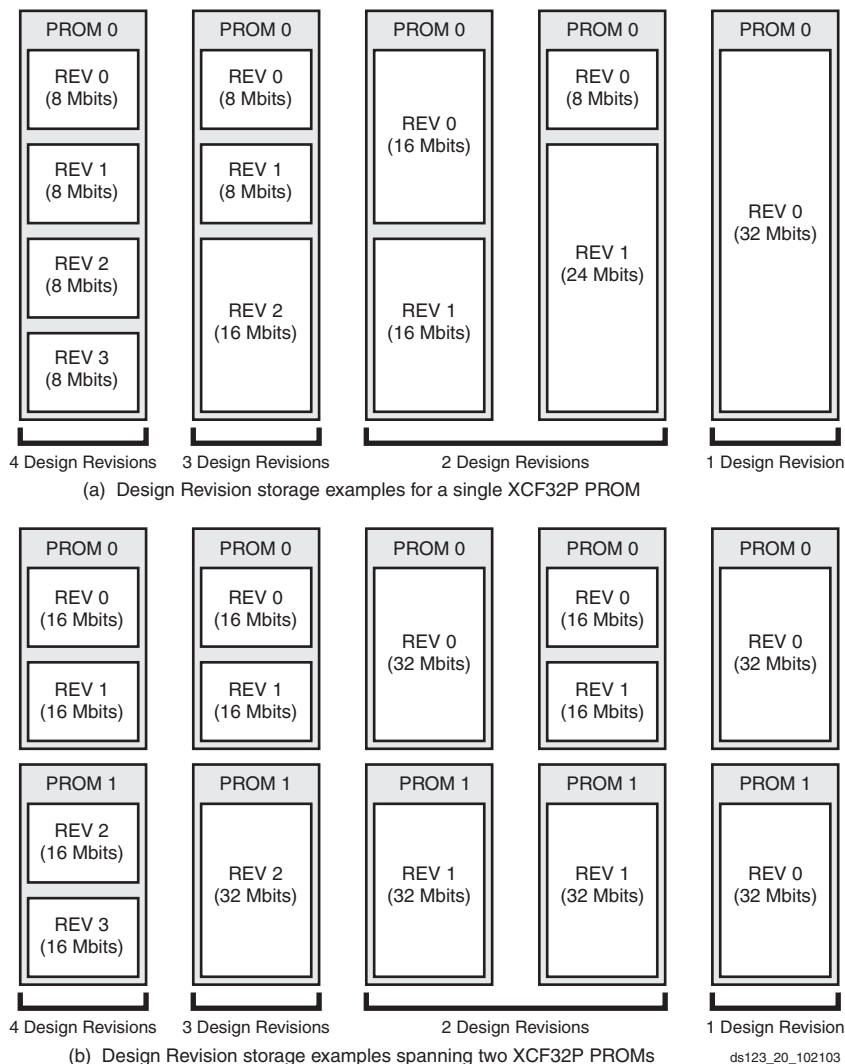 PROM 0
REV 0
(8 Mbits)
REV 1
(8 Mbits)
REV 2
(8 Mbits)
REV 3
(8 Mbits)
PROM 0
REV 0
(8 Mbits)
REV 1
(8 Mbits)
REV 2
(16 Mbits)
PROM 0
REV 0
(16 Mbits)
REV 1
(16 Mbits)
PROM 0
REV 0
(8 Mbits)
REV 1
(24 Mbits)
PROM 0
REV 0
(32 Mbits)
4 Design Revisions
3 Design Revisions
2 Design Revisions
1 Design Revision
(a) Design Revision storage examples for a single XCF32P PROM
PROM 0
REV 0
(16 Mbits)
REV 1
(16 Mbits)
PROM 0
REV 0
(16 Mbits)
REV 1
(16 Mbits)
PROM 0
REV 0
(32 Mbits)
PROM 0
REV 0
(16 Mbits)
REV 1
(16 Mbits)
PROM 0
REV 0
(32 Mbits)
PROM 1
REV 2
(16 Mbits)
REV 3
(16 Mbits)
PROM 1
REV 2
(32 Mbits)
PROM 1
REV 1
(32 Mbits)
PROM 1
REV 1
(32 Mbits)
PROM 1
REV 0
(32 Mbits)
4 Design Revisions
3 Design Revisions
2 Design Revisions
1 Design Revision
(b) Design Revision storage examples spanning two XCF32P PROMs
ds123_20_102103